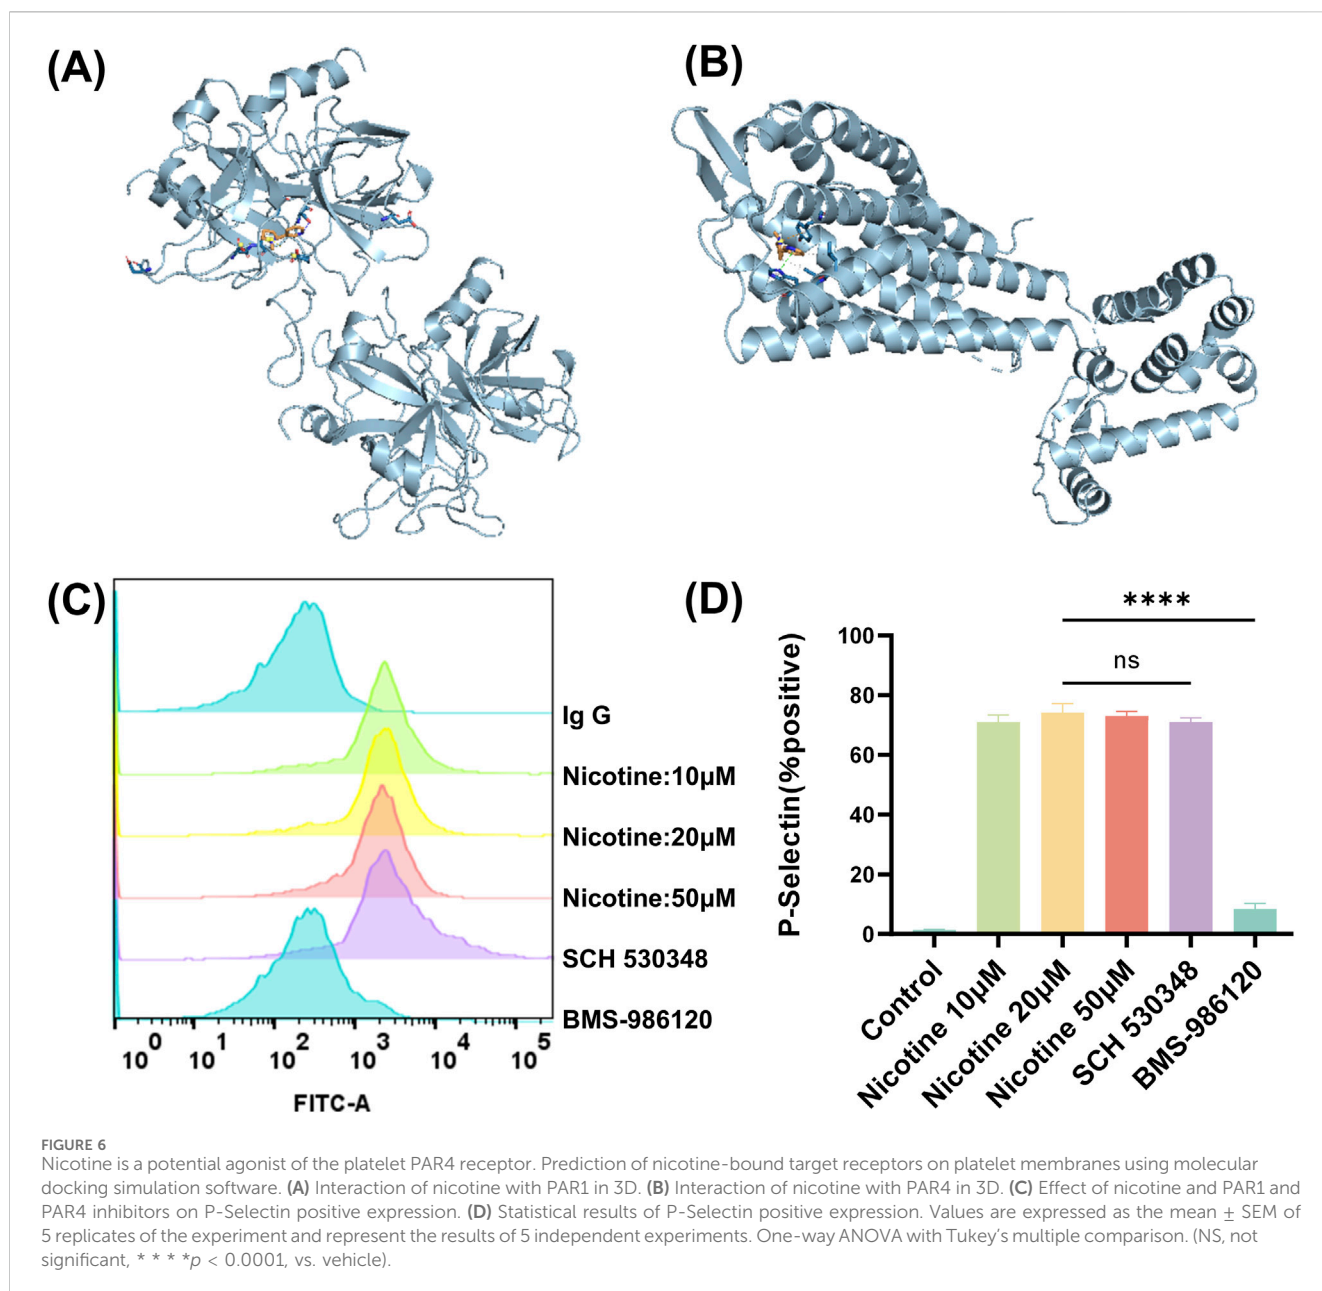 (A)
(B)
(C)
Ig G
Nicotine:10μM
Nicotine:20μM
Nicotine:50μM
SCH 530348
BMS-986120
10^0 10^1 10^2 10^3 10^4 10^5
FITC-A
(D)
****
ns
P-Selectin(%positive)
100
80
60
40
20
0
Control
Nicotine 10μM
Nicotine 20μM
Nicotine 50μM
SCH 530348
BMS-986120
FIGURE 6
Nicotine is a potential agonist of the platelet PAR4 receptor. Prediction of nicotine-bound target receptors on platelet membranes using molecular
docking simulation software. (A) Interaction of nicotine with PAR1 in 3D. (B) Interaction of nicotine with PAR4 in 3D. (C) Effect of nicotine and PAR1 and
PAR4 inhibitors on P-Selectin positive expression. (D) Statistical results of P-Selectin positive expression. Values are expressed as the mean ± SEM of
5 replicates of the experiment and represent the results of 5 independent experiments. One-way ANOVA with Tukey's multiple comparison. (NS, not
significant, * * * *p < 0.0001, vs. vehicle).